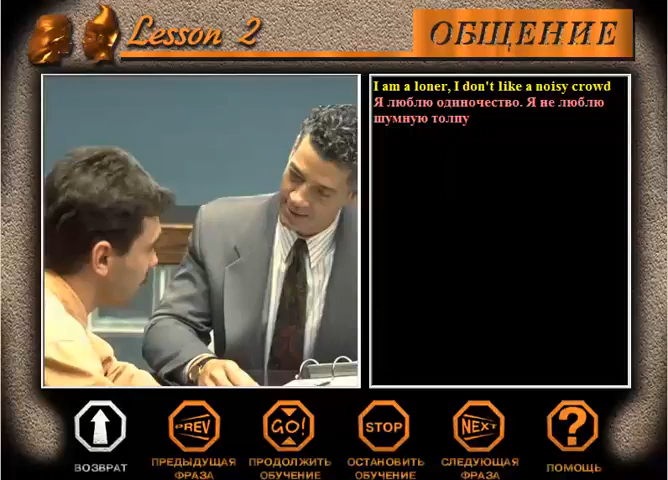 Lesson 2
ОБЩЕНИЕ
I am a loner, I don't like a noisy crowd
Я люблю одиночество. Я не люблю
шумную толпу
PREV
GO!
STOP
NEXT
?
ВОЗВРАТ
ПРЕДЫДУЩАЯ
ФРАЗА
ПРОДОЛЖИТЬ
ОБУЧЕНИЕ
ОСТАНОВИТЬ
ОБУЧЕНИЕ
СЛЕДУЮЩАЯ
ФРАЗА
ПОМОЩЬ